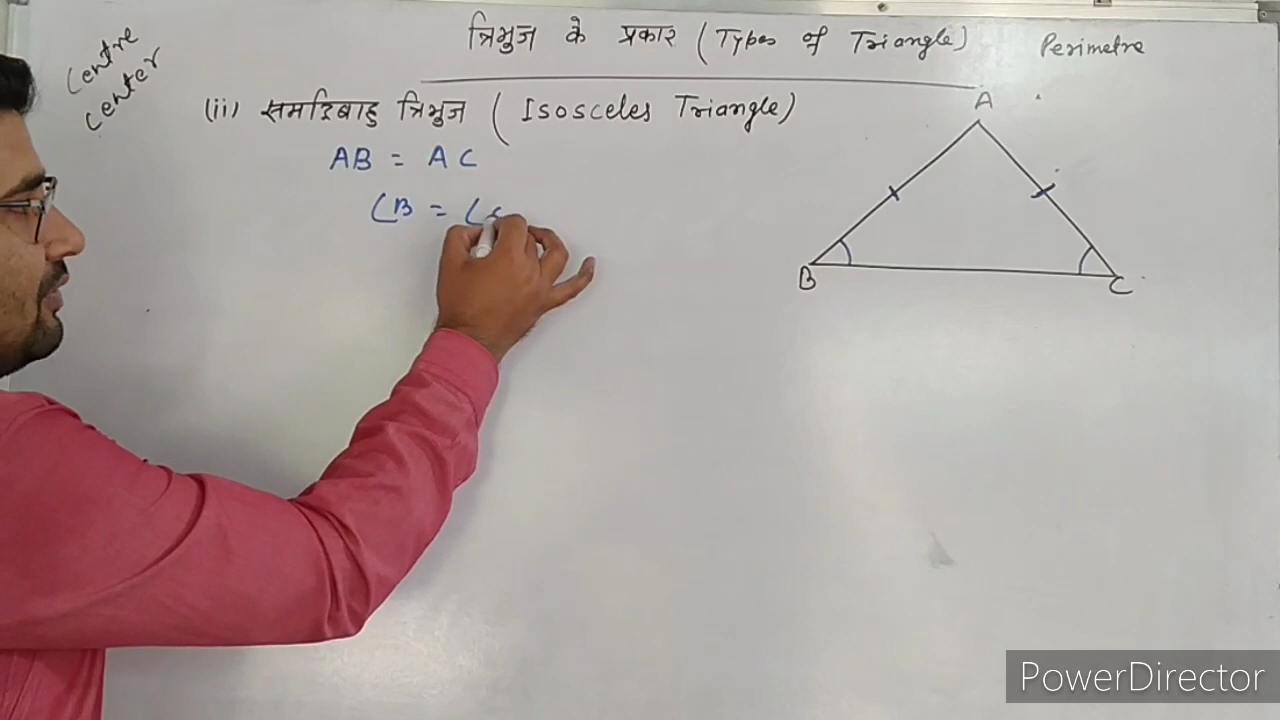 centre
center
त्रिभुज के प्रकार (Types of Triangle)
Perimetre
(ii) समद्विबाहु त्रिभुज (Isosceles Triangle)
AB = AC
∠B = ∠C
A
B
C
PowerDirector